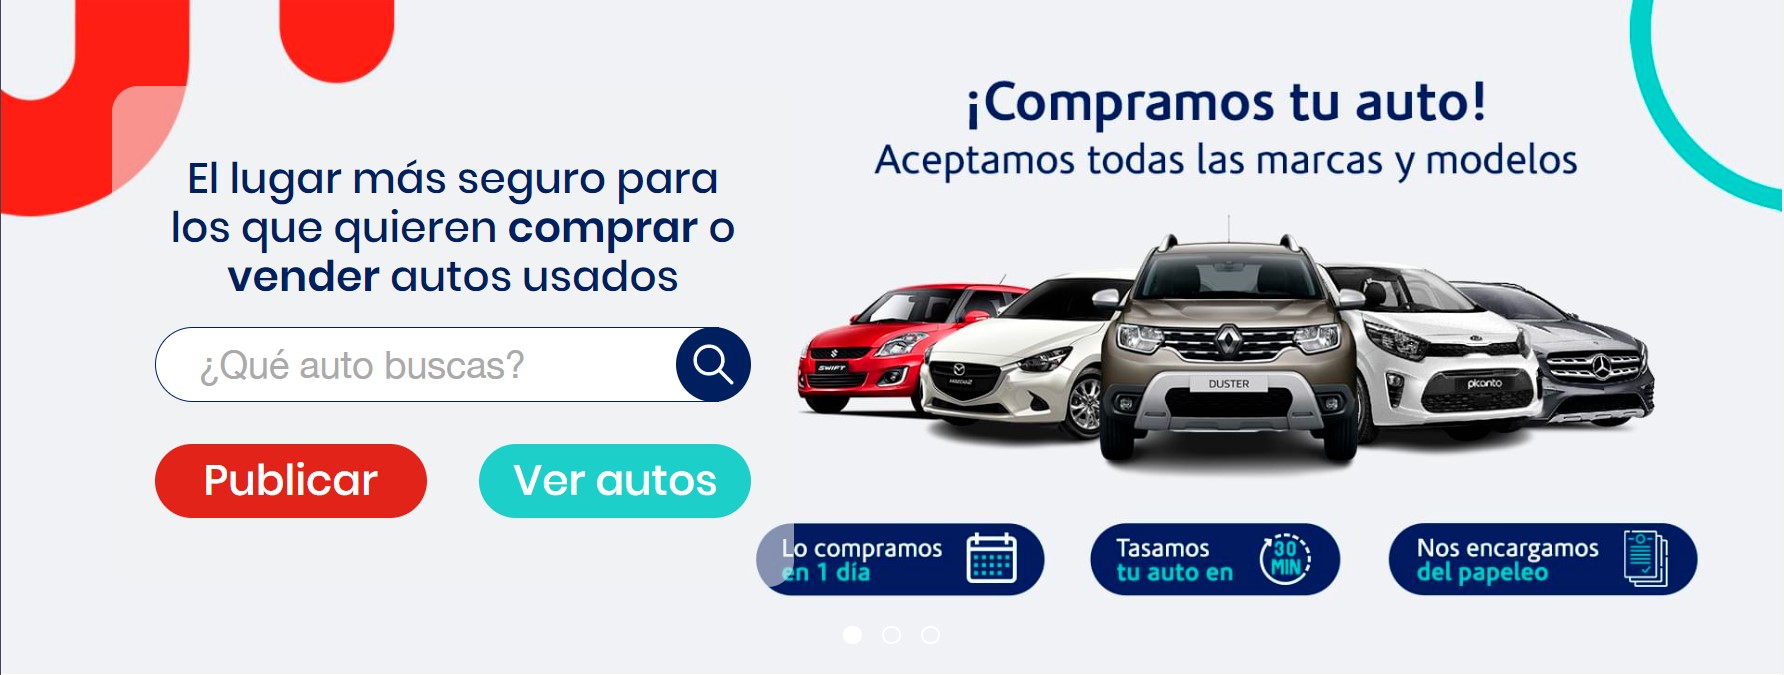 El lugar más seguro para
los que quieren comprar o
vender autos usados
¿Qué auto buscas?
Publicar
Ver autos
¡Compramos tu auto!
Aceptamos todas las marcas y modelos
SWIFT
mazda2
DUSTER
picanto
Lo compramos
en 1 día
Tasamos
tu auto en
30
MIN
Nos encargamos
del papeleo